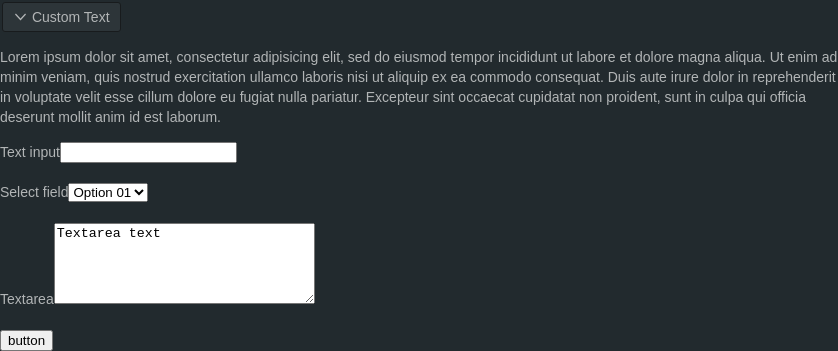 Custom Text
Lorem ipsum dolor sit amet, consectetur adipisicing elit, sed do eiusmod tempor incididunt ut labore et dolore magna aliqua. Ut enim ad
minim veniam, quis nostrud exercitation ullamco laboris nisi ut aliquip ex ea commodo consequat. Duis aute irure dolor in reprehenderit
in voluptate velit esse cillum dolore eu fugiat nulla pariatur. Excepteur sint occaecat cupidatat non proident, sunt in culpa qui officia
deserunt mollit anim id est laborum.
Text input
Select field Option 01
Textarea text
Textarea
button